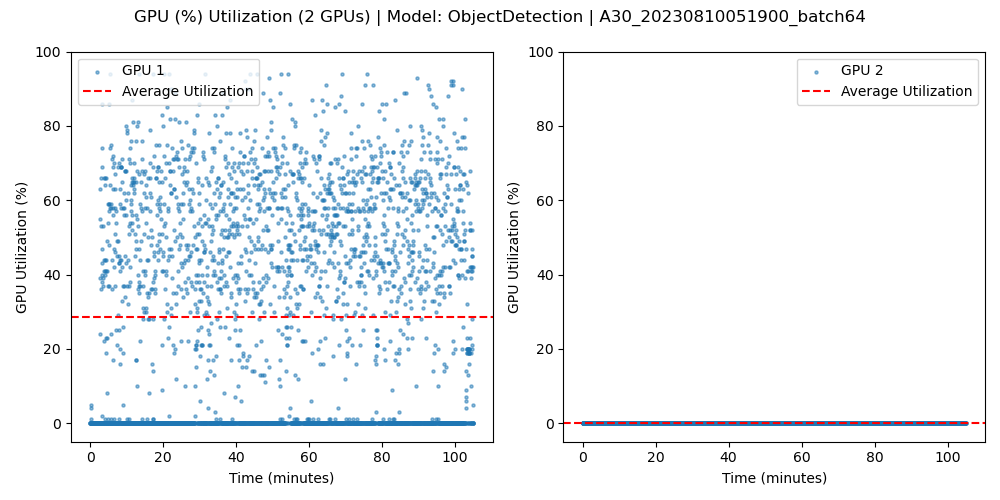 GPU (%) Utilization (2 GPUs) | Model: ObjectDetection | A30_20230810051900_batch64
GPU 1
Average Utilization
100
80
60
40
20
0
GPU Utilization (%)
0 20 40 60 80 100
Time (minutes)
GPU 2
Average Utilization
100
80
60
40
20
0
GPU Utilization (%)
0 20 40 60 80 100
Time (minutes)